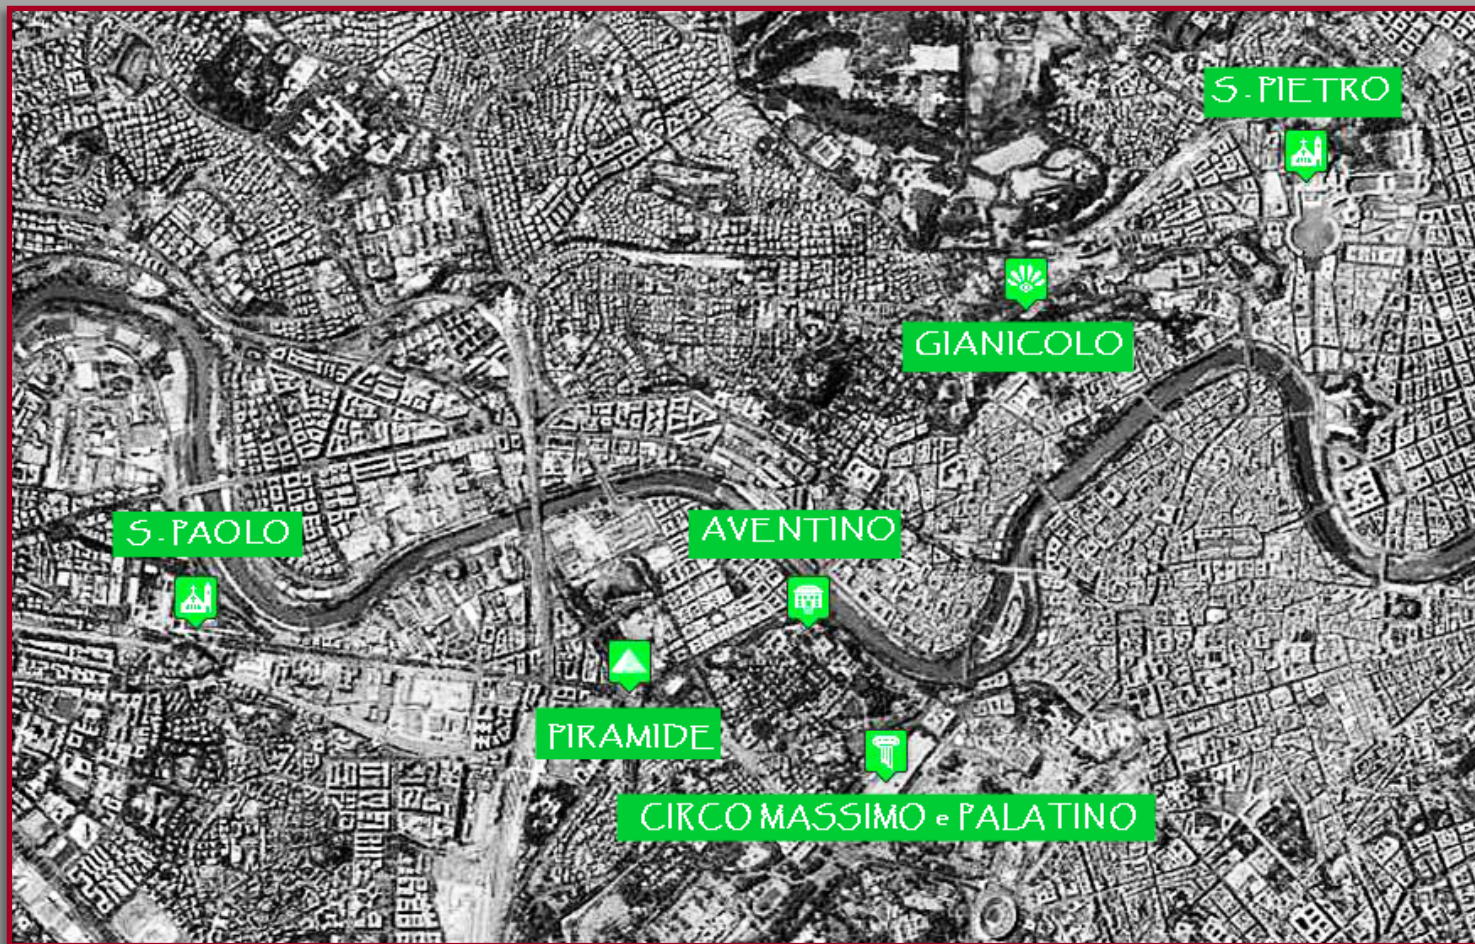 S. PIETRO
GIANICOLO
S. PAOLO
AVENTINO
PIRAMIDE
CIRCO MASSIMO e PALATINO